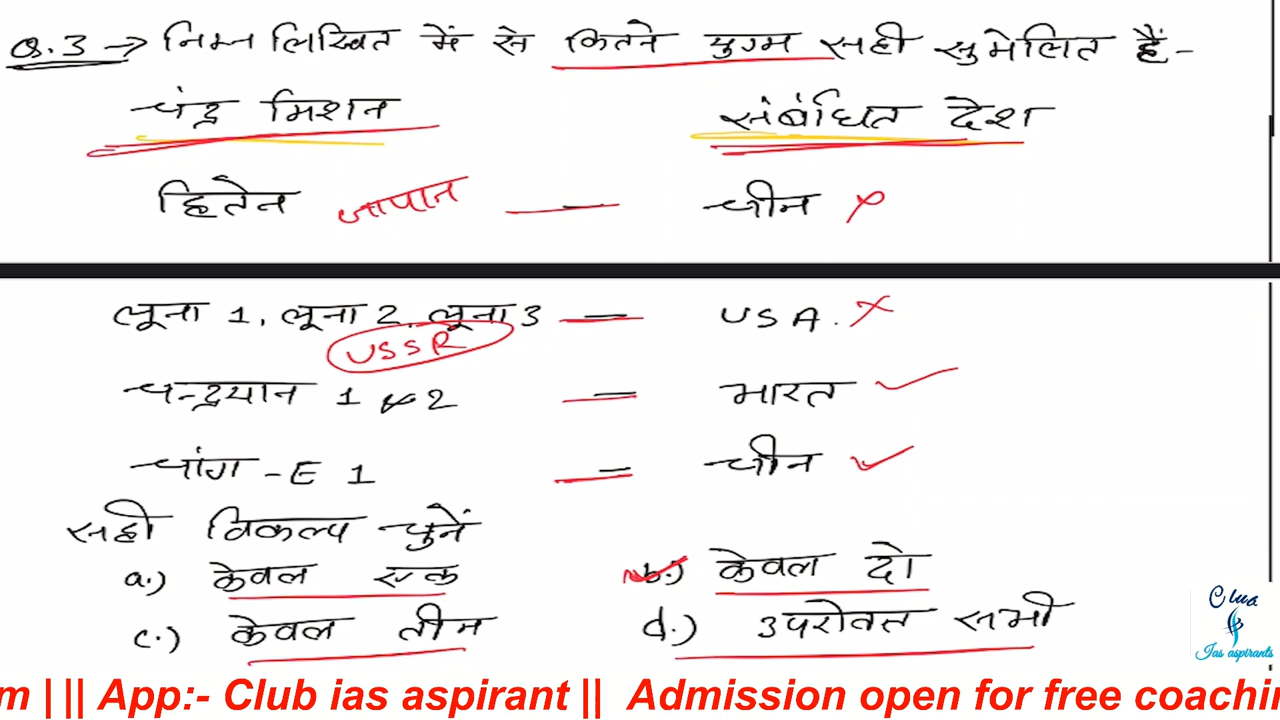 Q.3 → निम्न लिखित में से कितने युग्म सही सुमेलित हैं-
चंद्र मिशन संबंधित देश
हितेन जापान — चीन ×
लूना 1, लूना 2, लूना 3 — USA. ×
USSR
चन्द्रयान 1 & 2 — भारत ✓
चांग - E 1 — चीन ✓
सही विकल्प चुनें
a.) केवल एक b.) केवल दो
c.) केवल तीन d.) उपरोक्त सभी
Club
Ias aspirants
m | || App:- Club ias aspirant || Admission open for free coachin